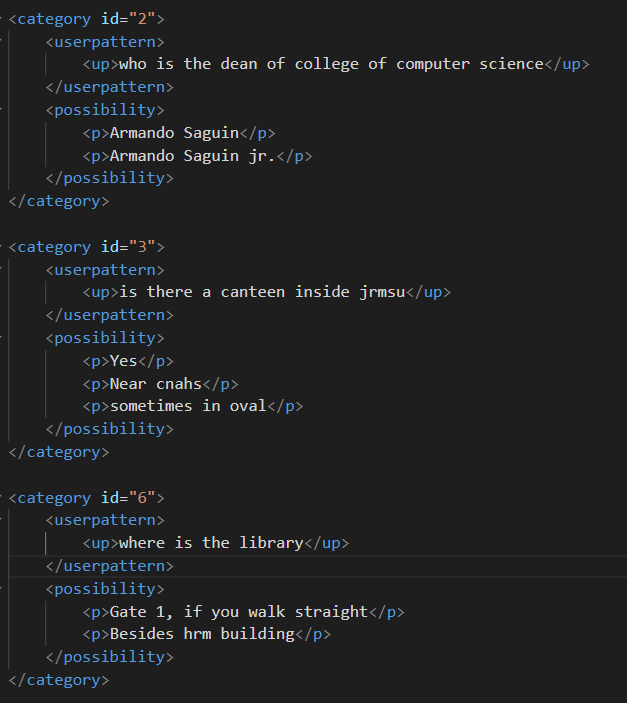 <category id="2">
<userpattern>
<up>who is the dean of college of computer science</up>
</userpattern>
<possibility>
<p>Armando Saguin</p>
<p>Armando Saguin jr.</p>
</possibility>
</category>
<category id="3">
<userpattern>
<up>is there a canteen inside jrmsu</up>
</userpattern>
<possibility>
<p>Yes</p>
<p>Near cnahs</p>
<p>sometimes in oval</p>
</possibility>
</category>
<category id="6">
<userpattern>
<up>where is the library</up>
</userpattern>
<possibility>
<p>Gate 1, if you walk straight</p>
<p>Besides hrm building</p>
</possibility>
</category>